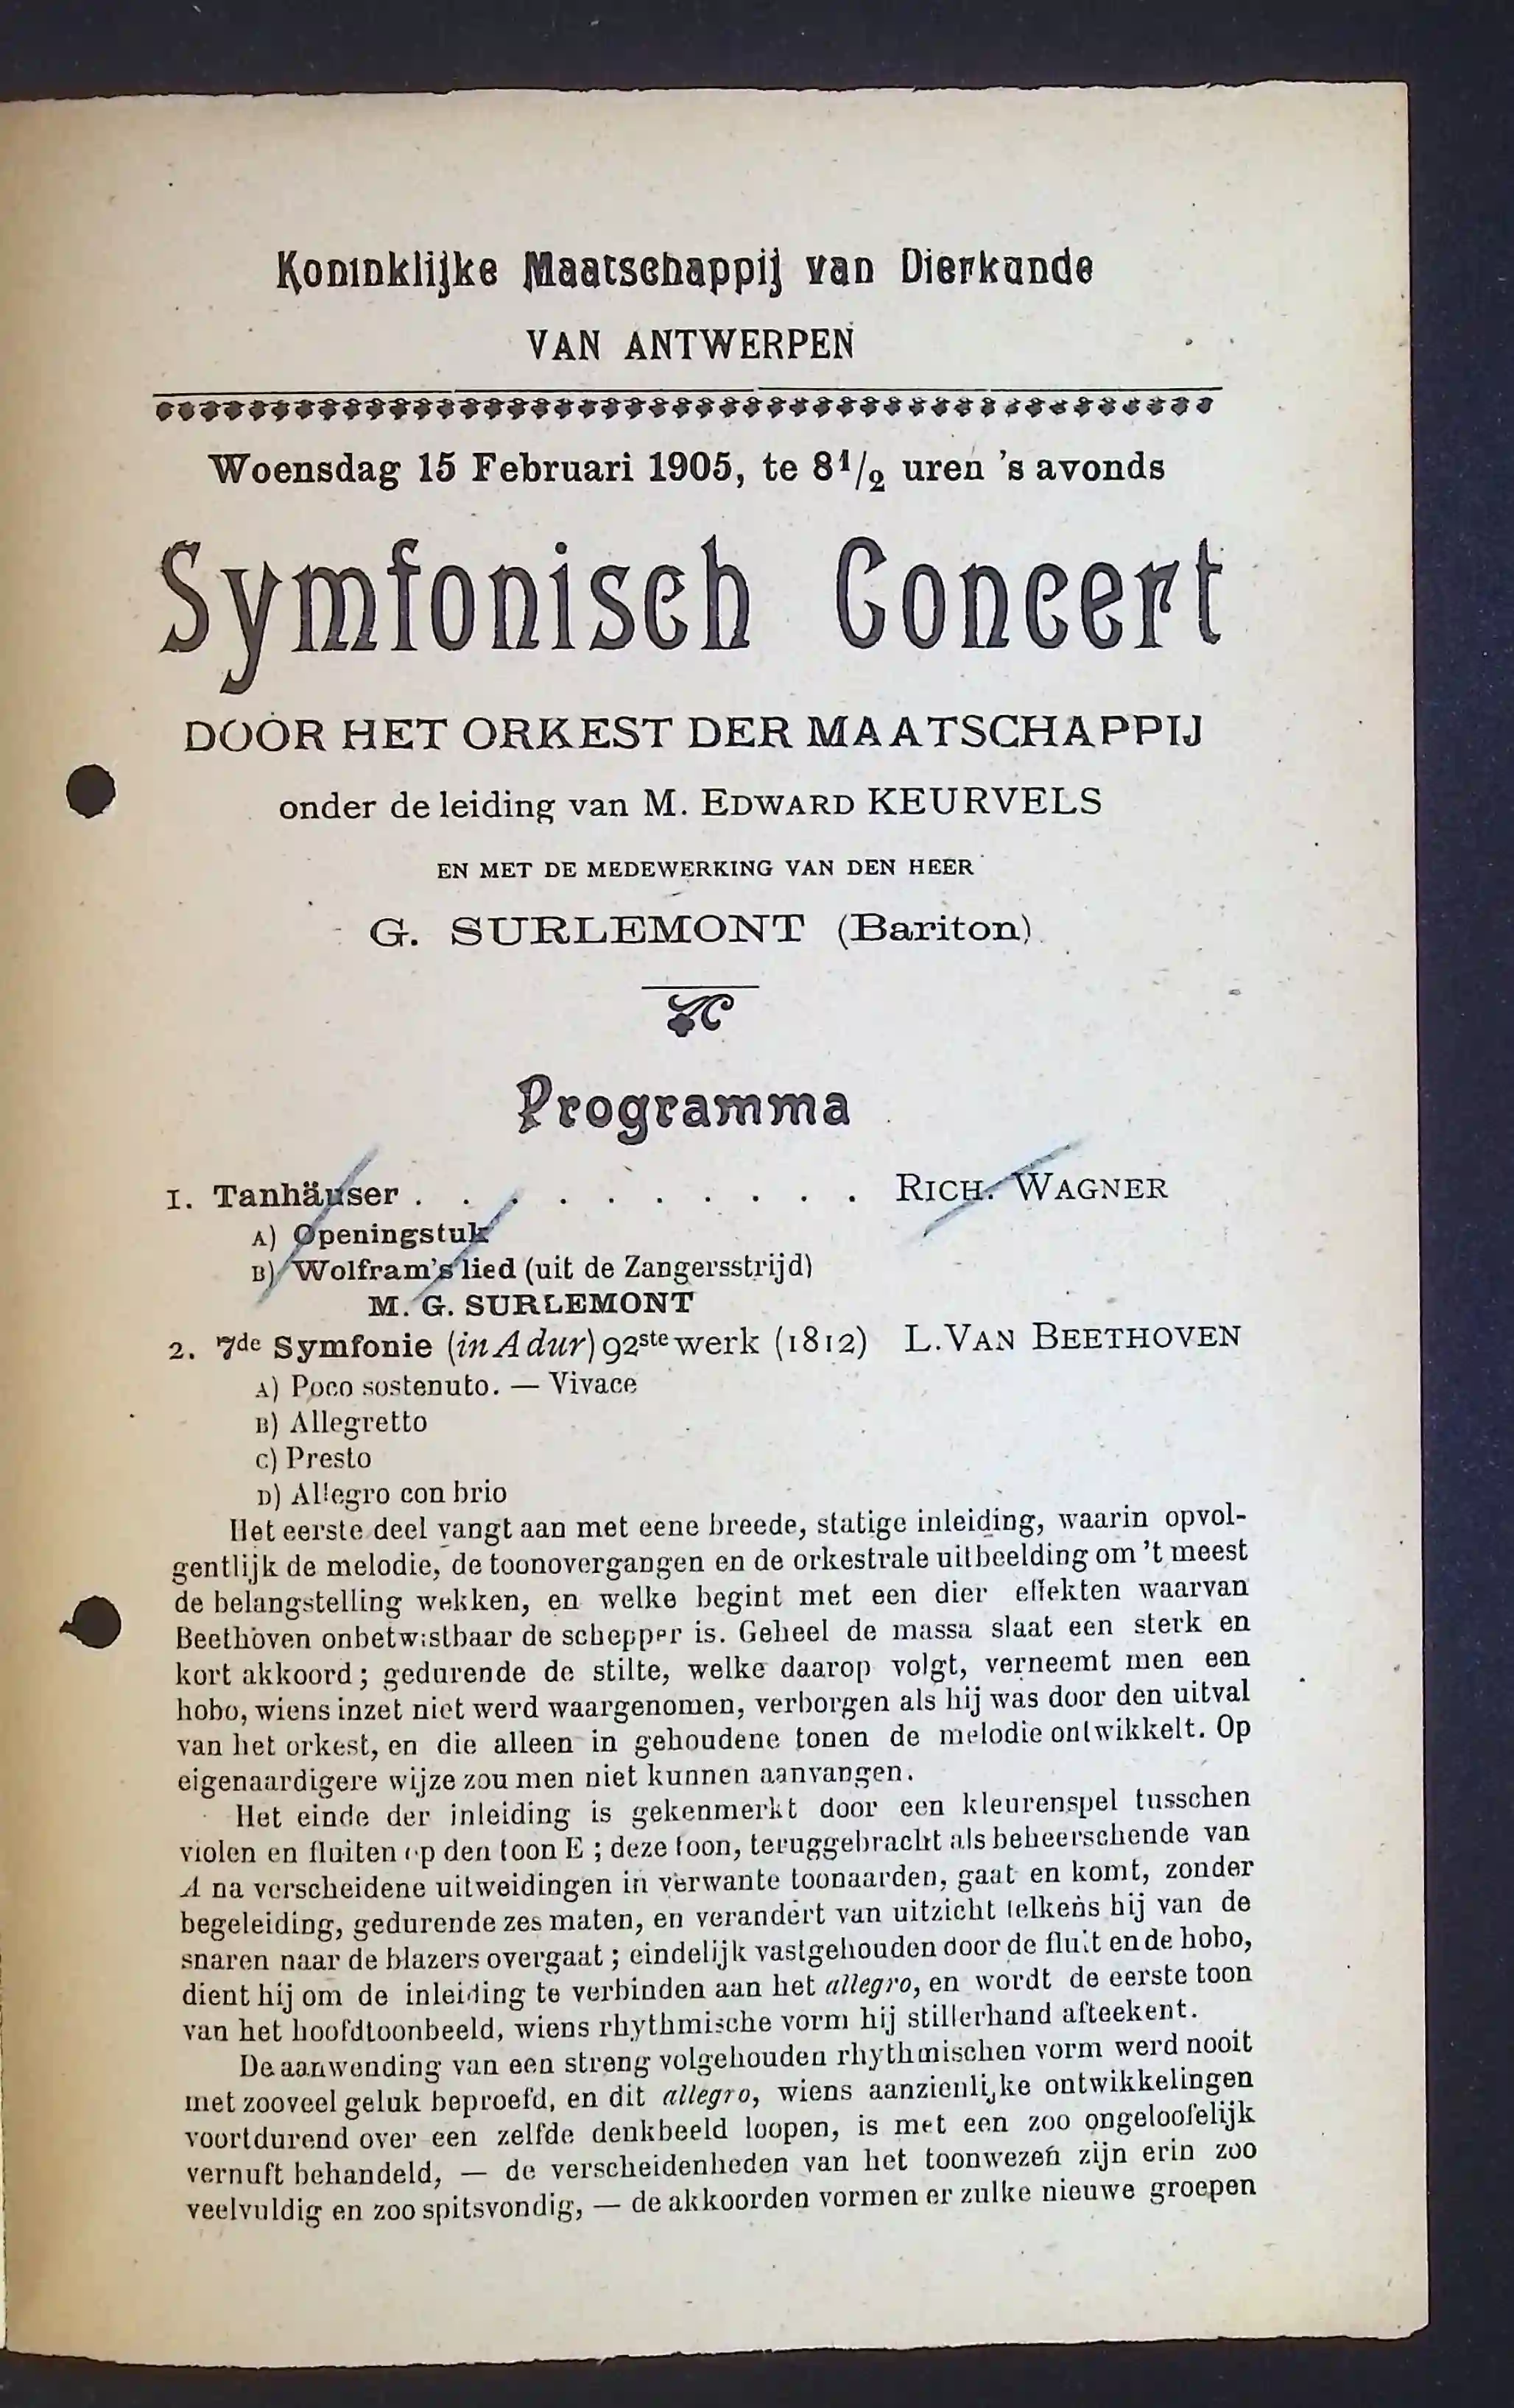 Koninklijke Maatschappij van Dierkunde
VAN ANTWERPEN
Woensdag 15 Februari 1905, te 8 1/2 uren 's avonds
Symfonisch Concert
DOOR HET ORKEST DER MAATSCHAPPIJ
onder de leiding van M. EDWARD KEURVELS
EN MET DE MEDEWERKING VAN DEN HEER
G. SURLEMONT (Bariton)
Programma
1. Tanhäuser . . . . . . . . . . RICH. WAGNER
A) Openingstuk
B) Wolfram's lied (uit de Zangersstrijd)
M. G. SURLEMONT
2. 7de Symfonie (in A dur) 92ste werk (1812) L. VAN BEETHOVEN
A) Poco sostenuto. — Vivace
B) Allegretto
C) Presto
D) Allegro con brio
Het eerste deel vangt aan met eene breede, statige inleiding, waarin opvol-
gentlijk de melodie, de toonovergangen en de orkestrale uitbeelding om 't meest
de belangstelling wekken, en welke begint met een dier effekten waarvan
Beethoven onbetwistbaar de schepper is. Geheel de massa slaat een sterk en
kort akkoord; gedurende de stilte, welke daarop volgt, verneemt men een
hobo, wiens inzet niet werd waargenomen, verborgen als hij was door den uitval
van het orkest, en die alleen in gehoudene tonen de melodie ontwikkelt. Op
eigenaardigere wijze zou men niet kunnen aanvangen.
Het einde der inleiding is gekenmerkt door een kleurenspel tusschen
violen en fluiten op den toon E ; deze toon, teruggebracht als beheerschende van
A na verscheidene uitweidingen in verwante toonaarden, gaat en komt, zonder
begeleiding, gedurende zes maten, en verandert van uitzicht telkens hij van de
snaren naar de blazers overgaat ; eindelijk vastgehouden door de fluit en de hobo,
dient hij om de inleiding te verbinden aan het allegro, en wordt de eerste toon
van het hoofdtoonbeeld, wiens rhythmische vorm hij stillerhand afteekent.
De aanwending van een streng volgehouden rhythmischen vorm werd nooit
met zooveel geluk beproefd, en dit allegro, wiens aanzienlijke ontwikkelingen
voortdurend over een zelfde denkbeeld loopen, is met een zoo ongeloofelijk
vernuft behandeld, — de verscheidenheden van het toonwezen zijn erin zoo
veelvuldig en zoo spitsvondig, — de akkoorden vormen er zulke nieuwe groepen